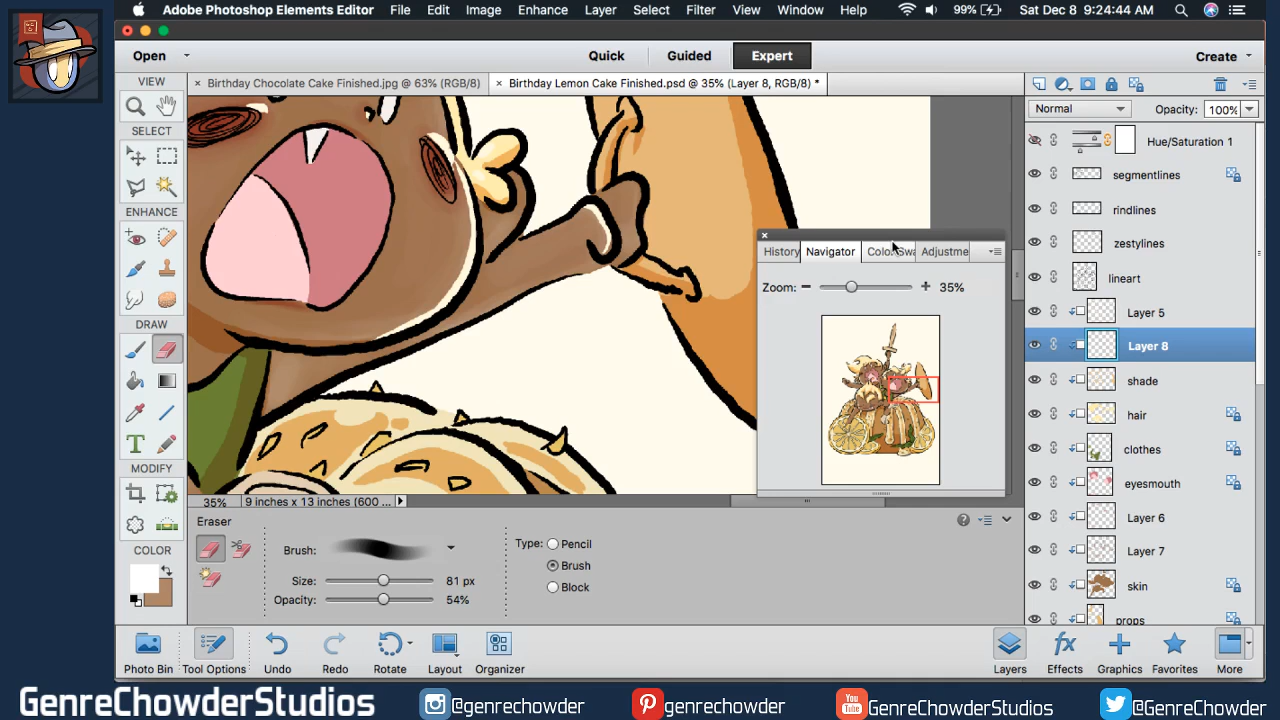 Adobe Photoshop Elements Editor File Edit Image Enhance Layer Select Filter View Window Help 99% Sat Dec 8 9:24:44 AM
Open Quick Guided Expert Create
VIEW
× Birthday Chocolate Cake Finished.jpg @ 63% (RGB/8) × Birthday Lemon Cake Finished.psd @ 35% (Layer 8, RGB/8) *
SELECT
ENHANCE
DRAW
T
MODIFY
COLOR
Normal Opacity: 100%
Hue/Saturation 1
segmentlines
rindlines
zestylines
lineart
Layer 5
Layer 8
shade
hair
clothes
eyesmouth
Layer 6
Layer 7
skin
props
History Navigator Color Swa Adjustme
Zoom: 35%
35% 9 inches x 13 inches (600 ...
Eraser
Brush:
Size: 81 px
Opacity: 54%
Type: Pencil
Brush
Block
Photo Bin Tool Options Undo Redo Rotate Layout Organizer
fx
Layers Effects Graphics Favorites More
GenreChowderStudios @genrechowder genrechowder GenreChowderStudios @GenreChowder